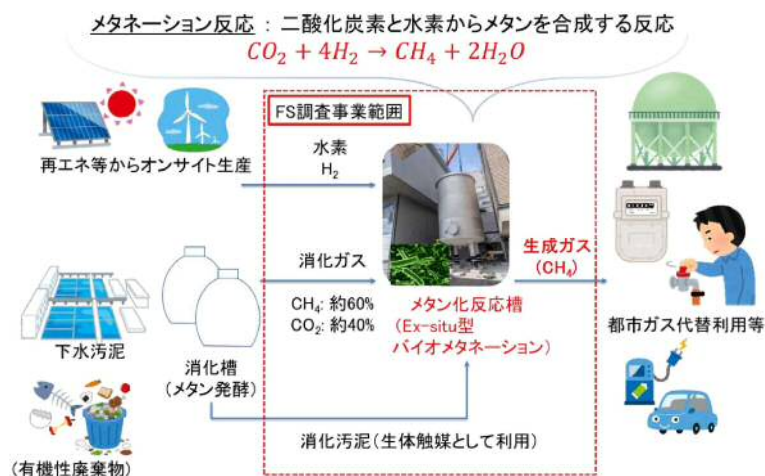 メタネーション反応 : 二酸化炭素と水素からメタンを合成する反応
CO₂ + 4H₂ → CH₄ + 2H₂O
FS調査事業範囲
再エネ等からオンサイト生産
水素
H₂
下水汚泥
(有機性廃棄物)
消化槽
(メタン発酵)
消化ガス
CH₄: 約60%
CO₂: 約40%
メタン化反応槽
(Ex-situ型
バイオメタネーション)
消化汚泥(生体触媒として利用)
生成ガス
(CH₄)
都市ガス代替利用等